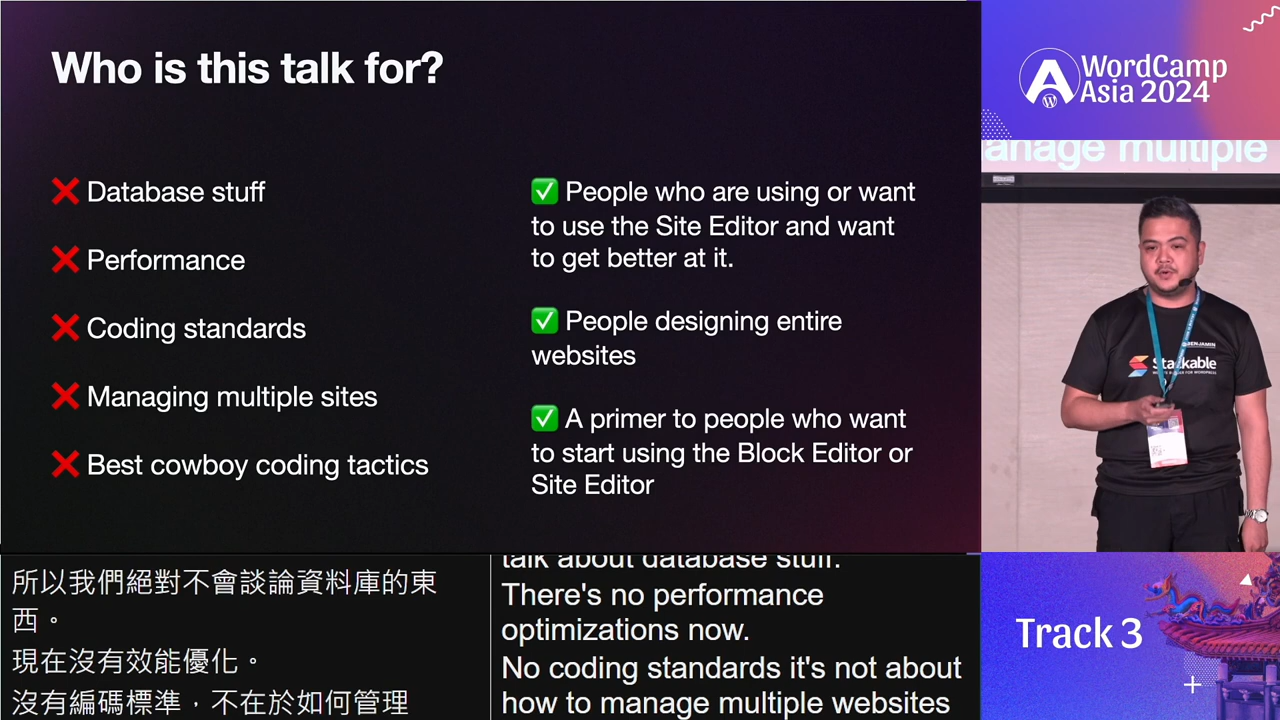 Who is this talk for?
❌ Database stuff
❌ Performance
❌ Coding standards
❌ Managing multiple sites
❌ Best cowboy coding tactics
✅ People who are using or want
to use the Site Editor and want
to get better at it.
✅ People designing entire
websites
✅ A primer to people who want
to start using the Block Editor or
Site Editor
WordCamp
Asia 2024
anage multiple
BENJAMIN
Stackable
Track 3
所以我們絕對不會談論資料庫的東
西。
現在沒有效能優化。
沒有編碼標準，不在於如何管理
talk about database stuff.
There's no performance
optimizations now.
No coding standards it's not about
how to manage multiple websites